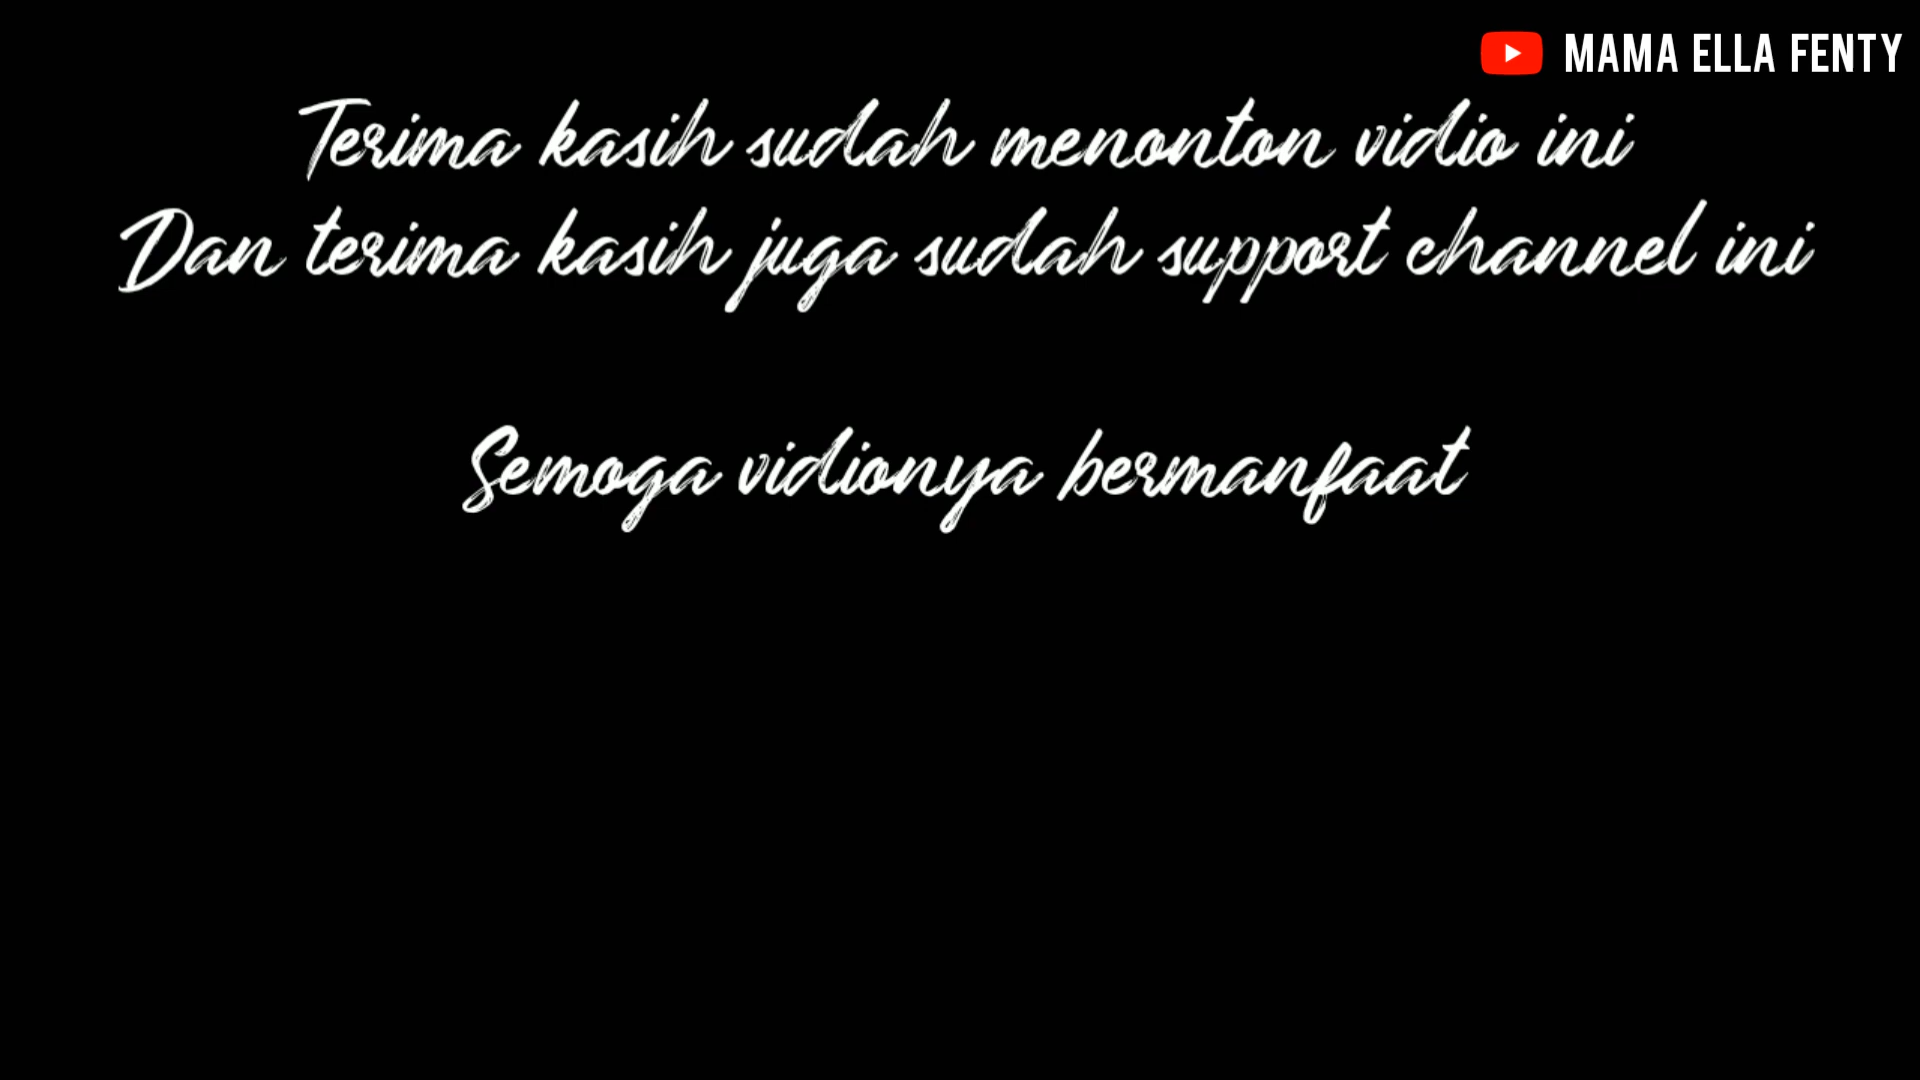 MAMA ELLA FENTY
Terima kasih sudah menonton vidio ini
Dan terima kasih juga sudah support channel ini
Semoga vidionya bermanfaat